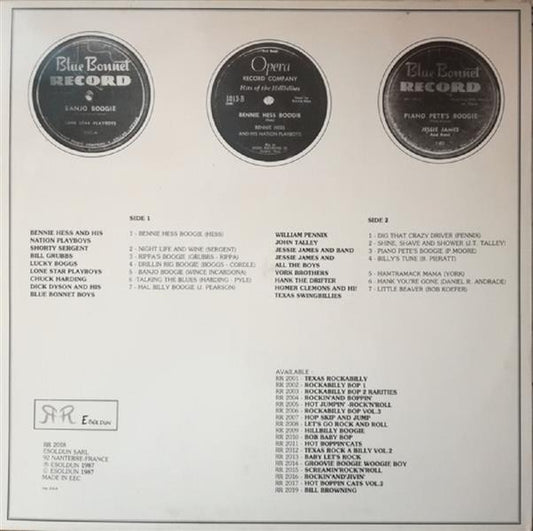 Blue Bonnet
RECORD
BANJO BOOGIE
LONE STAR PLAYBOYS
Opera
RECORD COMPANY
Hits of the Hillbillies
1013-B
BENNIE HESS BOOGIE
BENNIE HESS
AND HIS NATION PLAYBOYS
Blue Bonnet
RECORD
PIANO PETE'S BOOGIE
JESSIE JAMES
And Band
SIDE 1
BENNIE HESS AND HIS 1 - BENNIE HESS BOOGIE (HESS)
NATION PLAYBOYS
SHORTY SERGENT 2 - NIGHT LIFE AND WINE (SERGENT)
BILL GRUBBS 3 - RIPPA'S BOOGIE (GRUBBS - RIPPA)
LUCKY BOGGS 4 - DRILLIN RIG BOOGIE (BOGGS - CORDLE)
LONE STAR PLAYBOYS 5 - BANJO BOOGIE (WINCE INCARDONA)
CHUCK HARDING 6 - TALKING THE BLUES (HARDING - PYLE)
DICK DYSON AND HIS 7 - HAL BILLY BOOGIE (J. PEARSON)
BLUE BONNET BOYS
SIDE 2
WILLIAM PENNIX 1 - DIG THAT CRAZY DRIVER (PENNIX)
JOHN TALLEY 2 - SHINE, SHAVE AND SHOWER (J.T. TALLEY)
JESSIE JAMES AND BAND 3 - PIANO PETE'S BOOGIE (P.MOORE)
JESSIE JAMES AND 4 - BILLY'S TUNE (B. PIERATT)
ALL THE BOYS
YORK BROTHERS 5 - HAMTRAMACK MAMA (YORK)
HANK THE DRIFTER 6 - HANK YOU'RE GONE (DANIEL R. ANDRADE)
HOMER CLEMONS AND HIS 7 - LITTLE BEAVER (BOB KOEFER)
TEXAS SWINGBILLIES
AVAILABLE :
RR 2001 - TEXAS ROCKABILLY
RR 2002 - ROCKABILLY BOP 1
RR 2003 - ROCKABILLY BOP 2 RARITIES
RR 2004 - ROCKIN'AND BOPPIN'
RR 2005 - HOT JUMPIN' -ROCK'N'ROLL
RR 2006 - ROCKABILLY BOP VOL.3
RR 2007 - HOP SKIP AND JUMP
RR 2008 - LET'S GO ROCK AND ROLL
RR 2009 - HILLBILLY BOOGIE
RR 2010 - BOB BABY BOP
RR 2011 - HOT BOPPIN'CATS
RR 2012 - TEXAS ROCK A BILLY VOL.2
RR 2013 - BABY LET'S ROCK
RR 2014 - GROOVIE BOOGIE WOOGIE BOY
RR 2015 - SCREAMIN'ROCK'N'ROLL
RR 2016 - ROCKIN'AND'JIVIN'
RR 2017 - HOT BOPPIN CATS VOL.2
RR 2019 - BILL BROWNING
RR ESOLDUN
RR 2018
ESOLDUN SARL
92 NANTERRE-FRANCE
℗ ESOLDUN 1987
© ESOLDUN 1987
MADE IN EEC